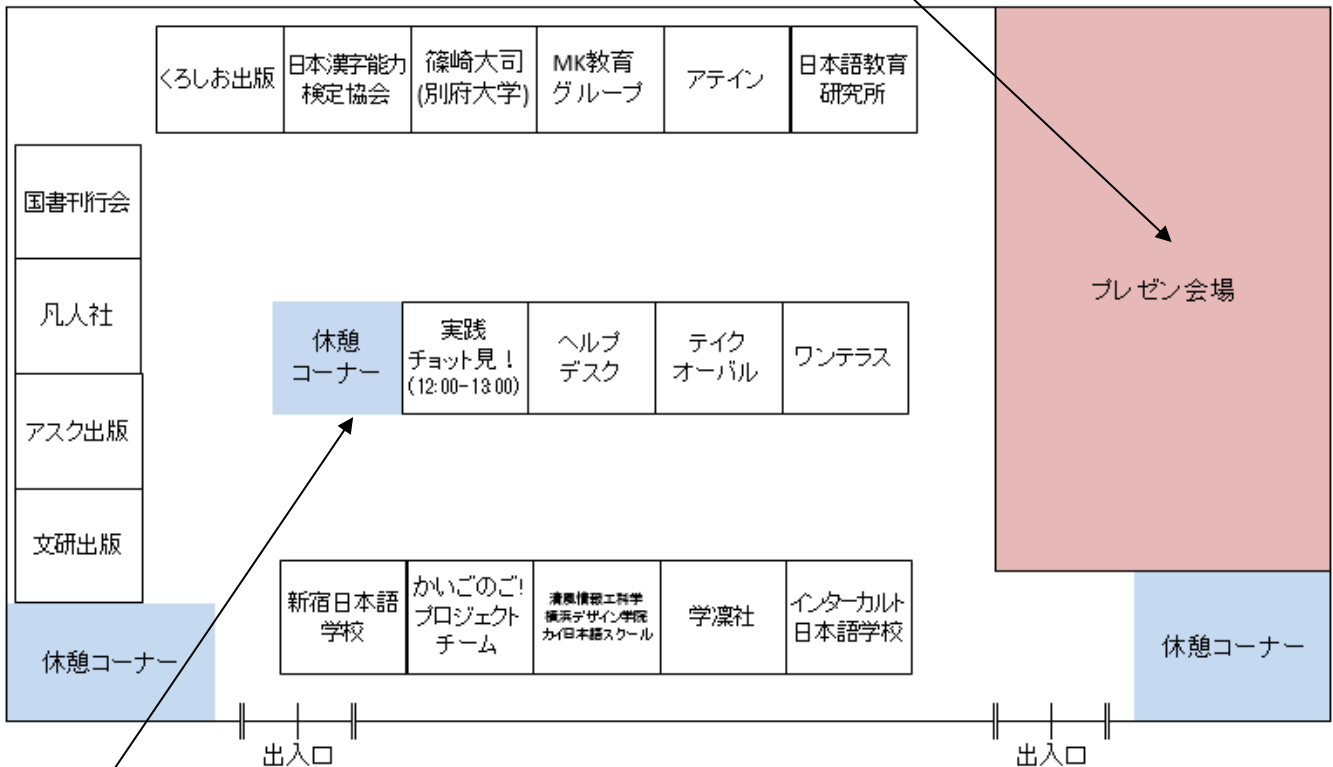 くろしお出版
日本漢字能力
検定協会
篠崎大司
(別府大学)
MK教育
グループ
アテイン
日本語教育
研究所
国書刊行会
凡人社
アスク出版
文研出版
休憩コーナー
休憩
コーナー
実践
チョット見！
(12:00-13:00)
ヘルプ
デスク
テイク
オーバル
ワンテラス
プレゼン会場
新宿日本語
学校
かいごのご!
プロジェクト
チーム
清風情報工科学
横浜デザイン学院
カイ日本語スクール
学凜社
インターカルト
日本語学校
休憩コーナー
出入口
出入口